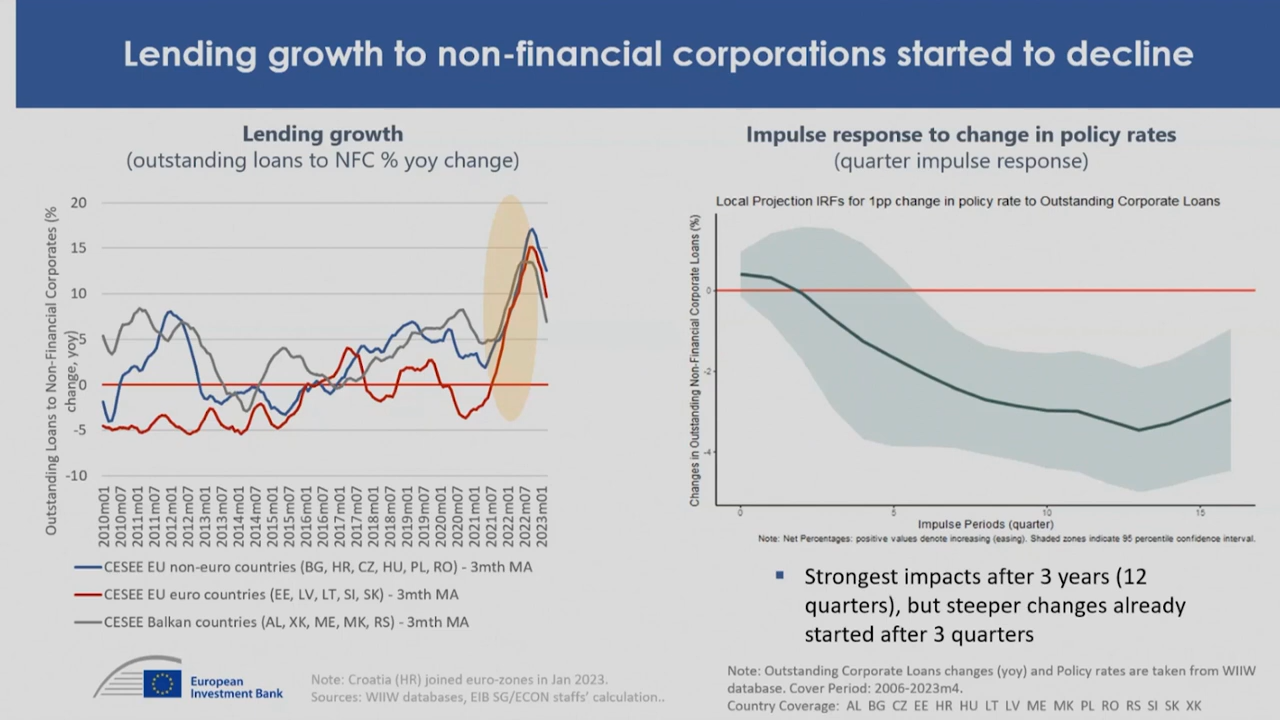 Lending growth to non-financial corporations started to decline
Lending growth
(outstanding loans to NFC % yoy change)
Outstanding Loans to Non-Financial Corporates (%
change, yoy)
20
15
10
5
0
-5
-10
2010m01
2010m07
2011m01
2011m07
2012m01
2012m07
2013m01
2013m07
2014m01
2014m07
2015m01
2015m07
2016m01
2016m07
2017m01
2017m07
2018m01
2018m07
2019m01
2019m07
2020m01
2020m07
2021m01
2021m07
2022m01
2022m07
2023m01
CESEE EU non-euro countries (BG, HR, CZ, HU, PL, RO) - 3mth MA
CESEE EU euro countries (EE, LV, LT, SI, SK) - 3mth MA
CESEE Balkan countries (AL, XK, ME, MK, RS) - 3mth MA
European
Investment Bank
Note: Croatia (HR) joined euro-zones in Jan 2023.
Sources: WIIW databases, EIB SG/ECON staffs’ calculation..
Impulse response to change in policy rates
(quarter impulse response)
Local Projection IRFs for 1pp change in policy rate to Outstanding Corporate Loans
Changes in Outstanding Non-Financial Corporate Loans (%)
0
-2
-4
0
5
10
15
Impulse Periods (quarter)
Note: Net Percentages: positive values denote increasing (easing). Shaded zones indicate 95 percentile confidence interval.
Strongest impacts after 3 years (12
quarters), but steeper changes already
started after 3 quarters
Note: Outstanding Corporate Loans changes (yoy) and Policy rates are taken from WIIW
database. Cover Period: 2006-2023m4.
Country Coverage: AL BG CZ EE HR HU LT LV ME MK PL RO RS SI SK XK